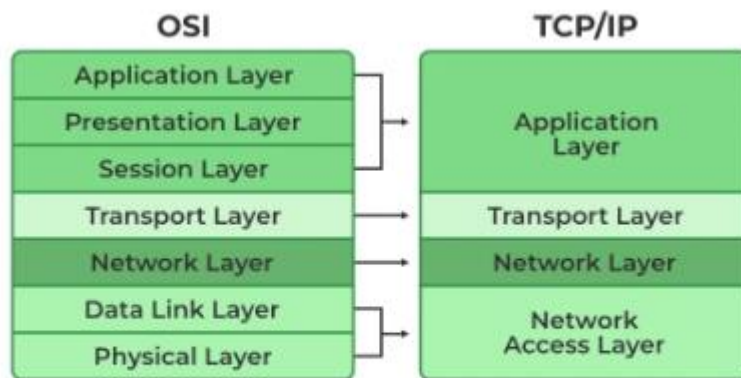 OSI
Application Layer
Presentation Layer
Session Layer
Transport Layer
Network Layer
Data Link Layer
Physical Layer
TCP/IP
Application
Layer
Transport Layer
Network Layer
Network
Access Layer